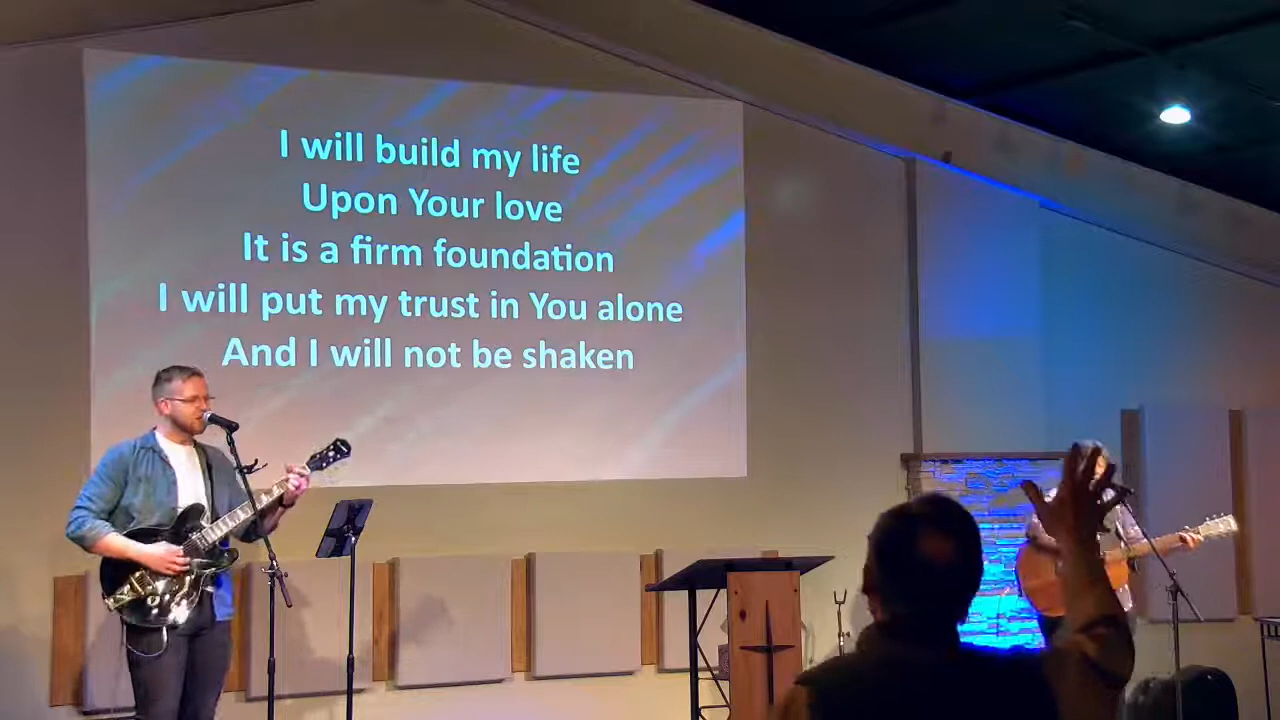 I will build my life
Upon Your love
It is a firm foundation
I will put my trust in You alone
And I will not be shaken